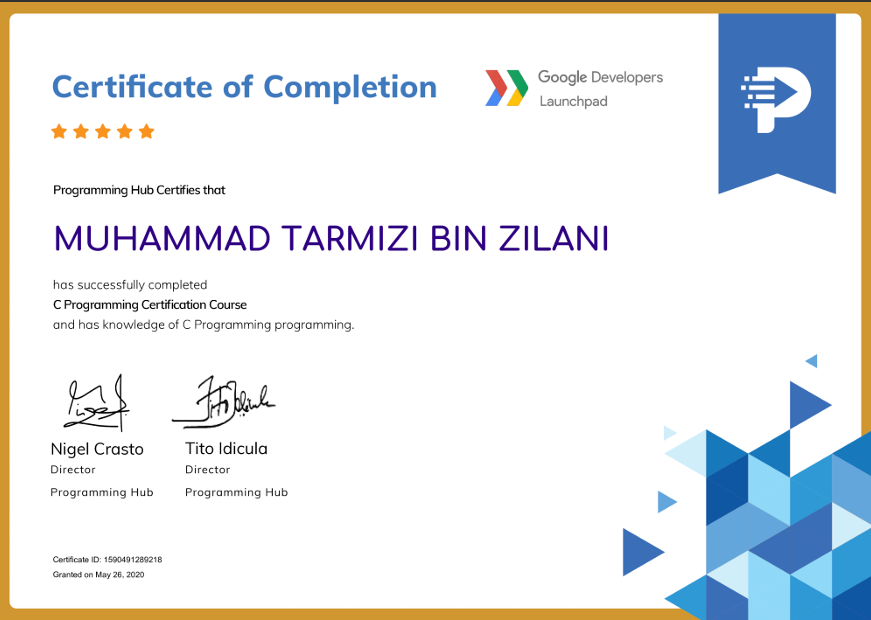 Certificate of Completion
Google Developers
Launchpad
Programming Hub Certifies that
MUHAMMAD TARMIZI BIN ZILANI
has successfully completed
C Programming Certification Course
and has knowledge of C Programming programming.
Nigel Crasto
Director
Programming Hub
Tito Idicula
Director
Programming Hub
Certificate ID: 1590491289218
Granted on May 26, 2020